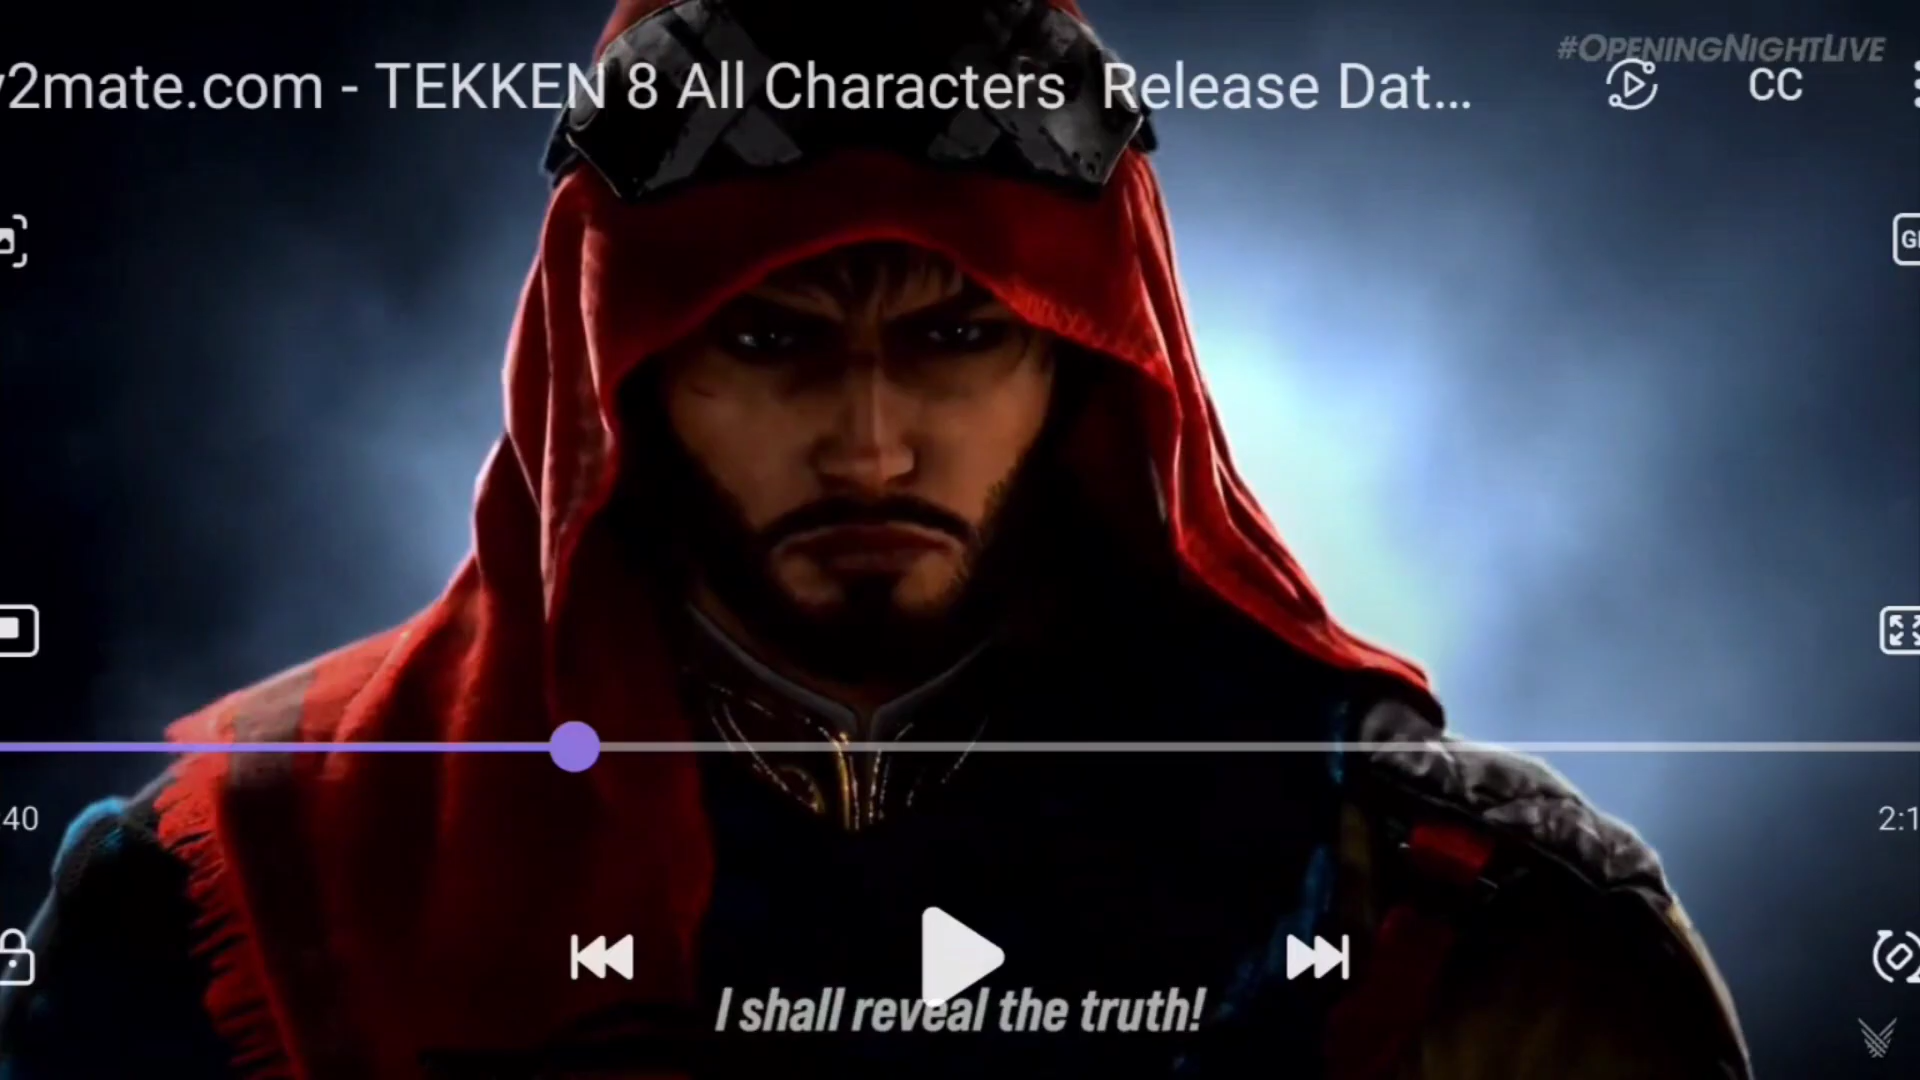 #OPENINGNIGHTLIVE
y2mate.com - TEKKEN 8 All Characters Release Dat...
CC
40
2:1
I shall reveal the truth!